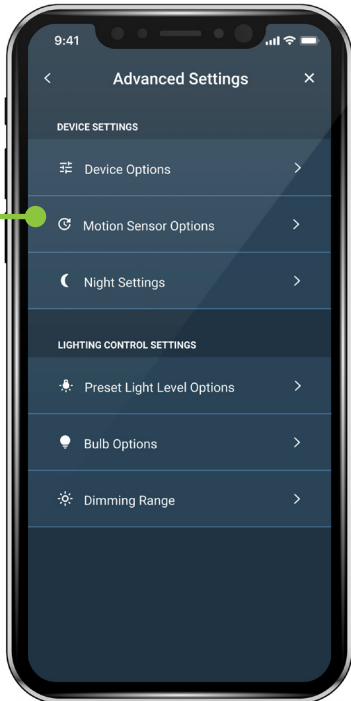 9:41
Advanced Settings
DEVICE SETTINGS
Device Options
Motion Sensor Options
Night Settings
LIGHTING CONTROL SETTINGS
Preset Light Level Options
Bulb Options
Dimming Range